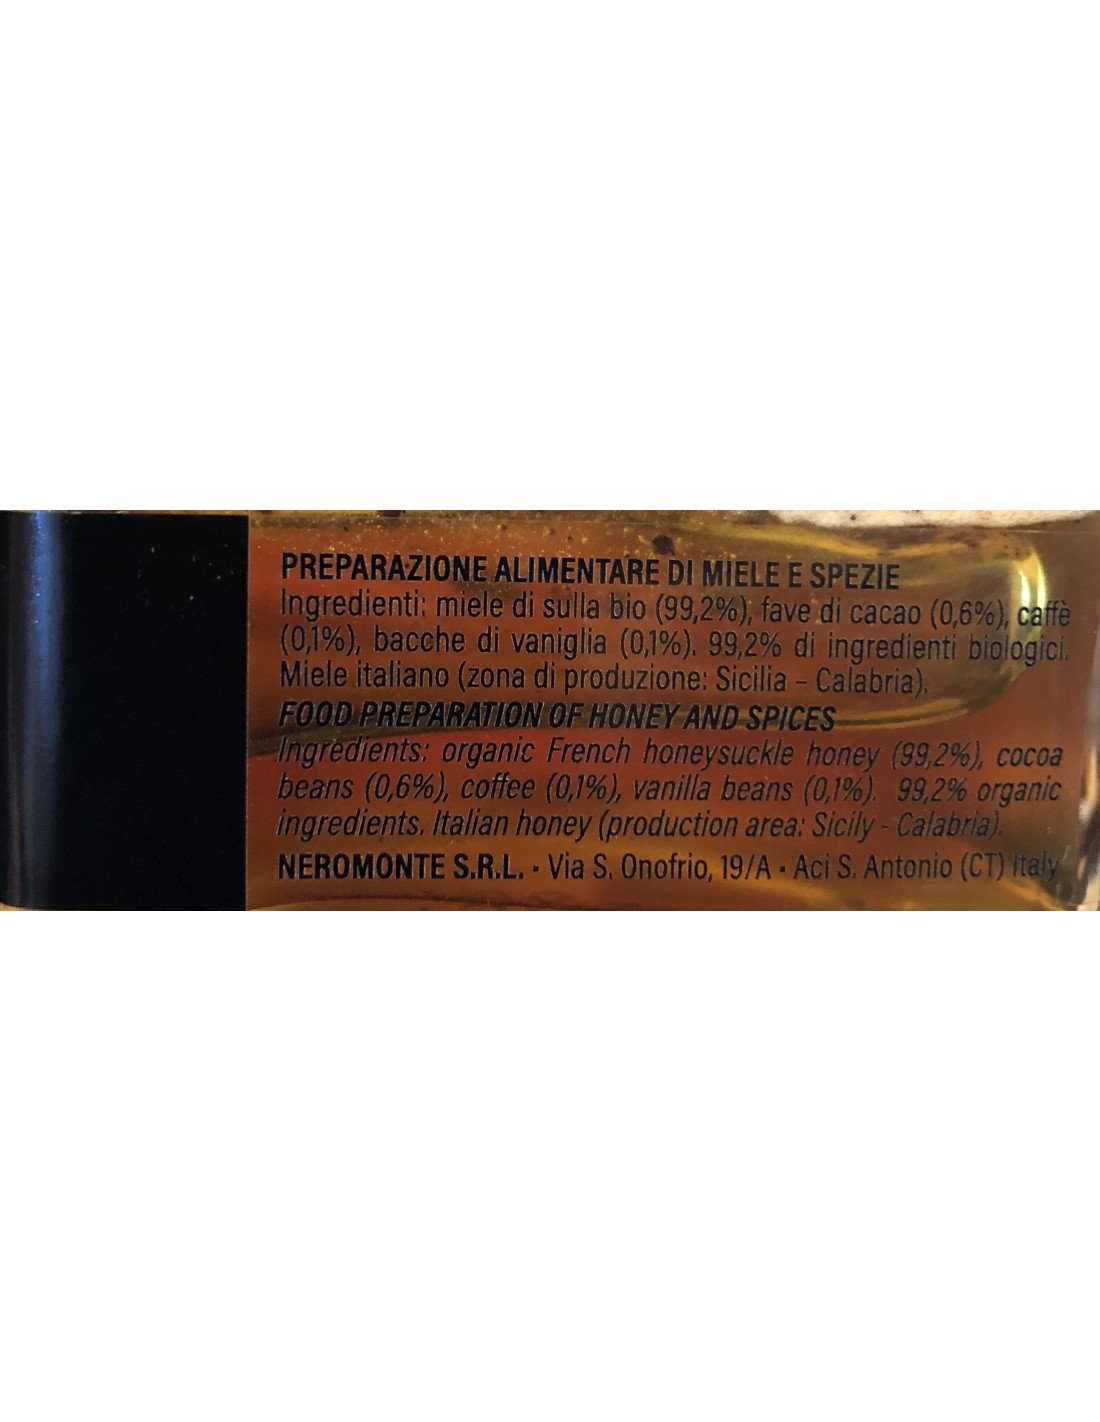 PREPARAZIONE ALIMENTARE DI MIELE E SPEZIE
Ingredienti: miele di sulla bio (99,2%), fave di cacao (0,6%), caffè
(0,1%), bacche di vaniglia (0,1%). 99,2% di ingredienti biologici.
Miele italiano (zona di produzione: Sicilia - Calabria).
FOOD PREPARATION OF HONEY AND SPICES
Ingredients: organic French honeysuckle honey (99,2%), cocoa
beans (0,6%), coffee (0,1%), vanilla beans (0,1%). 99,2% organic
ingredients. Italian honey (production area: Sicily - Calabria).
NEROMONTE S.R.L. · Via S. Onofrio, 19/A · Aci S. Antonio (CT) Italy